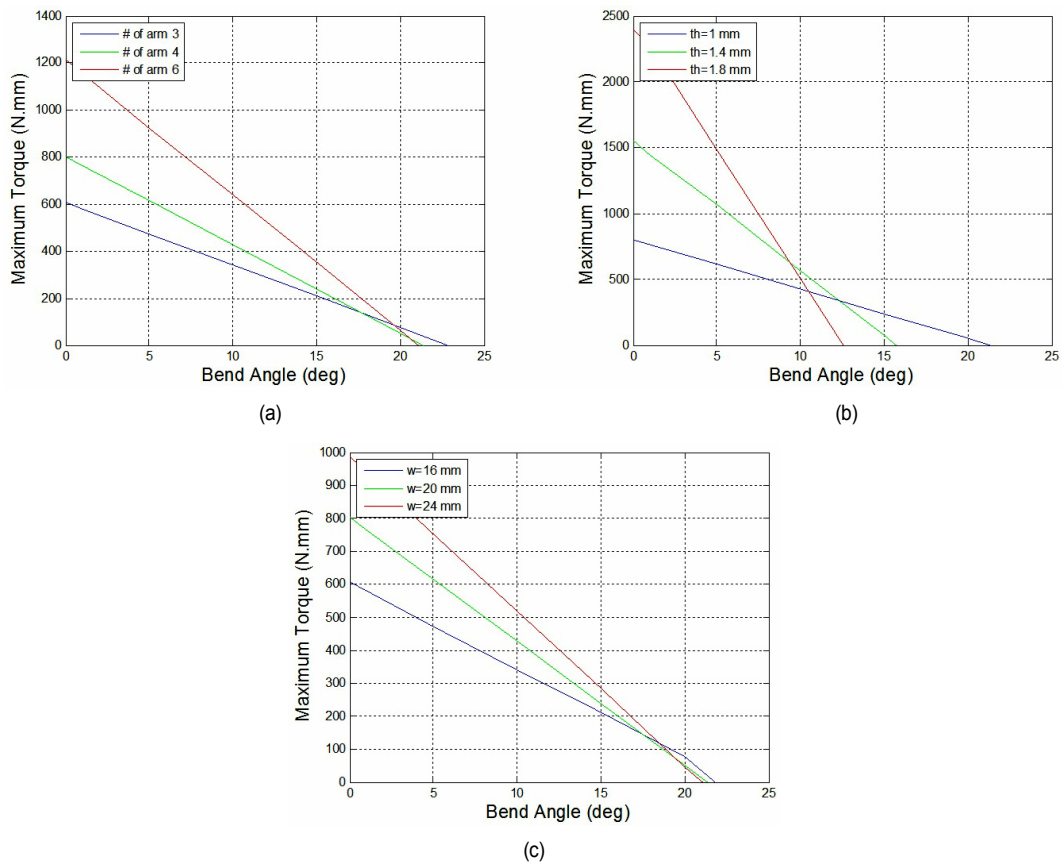 1400
1200
1000
800
600
400
200
0
Maximum Torque (N.mm)
# of arm 3
# of arm 4
# of arm 6
0 5 10 15 20 25
Bend Angle (deg)
(a)
2500
2000
1500
1000
500
0
Maximum Torque (N.mm)
th=1 mm
th=1.4 mm
th=1.8 mm
0 5 10 15 20 25
Bend Angle (deg)
(b)
1000
900
800
700
600
500
400
300
200
100
0
Maximum Torque (N.mm)
w=16 mm
w=20 mm
w=24 mm
0 5 10 15 20 25
Bend Angle (deg)
(c)